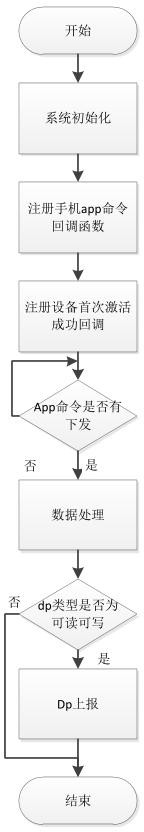 开始
系统初始化
注册手机app命令
回调函数
注册设备首次激活
成功回调
App命令是否有
下发
否
是
数据处理
否
dp类型是否为
可读可写
是
Dp上报
结束